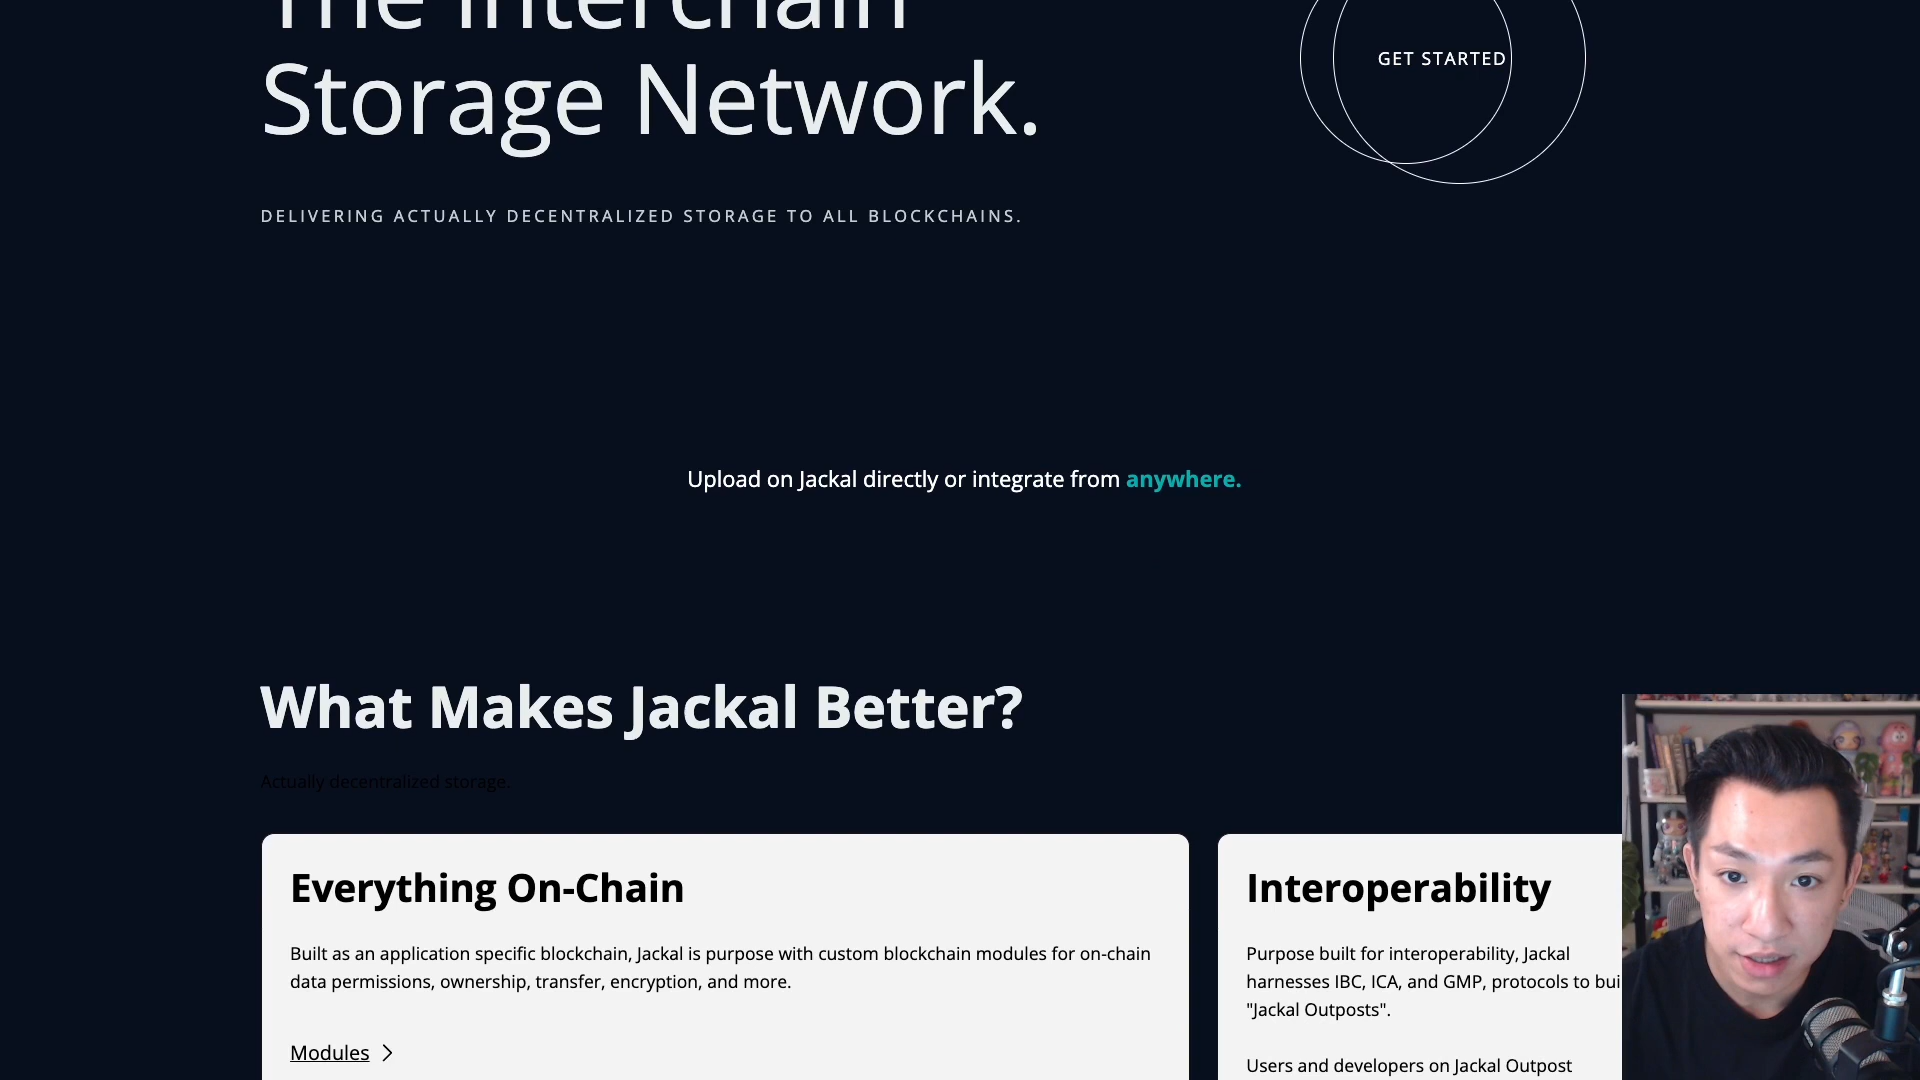 The Interchain
Storage Network.
GET STARTED
DELIVERING ACTUALLY DECENTRALIZED STORAGE TO ALL BLOCKCHAINS.
Upload on Jackal directly or integrate from anywhere.
What Makes Jackal Better?
Actually decentralized storage.
Everything On-Chain
Built as an application specific blockchain, Jackal is purpose with custom blockchain modules for on-chain
data permissions, ownership, transfer, encryption, and more.
Modules
Interoperability
Purpose built for interoperability, Jackal
harnesses IBC, ICA, and GMP, protocols to bui
"Jackal Outposts".
Users and developers on Jackal Outpost